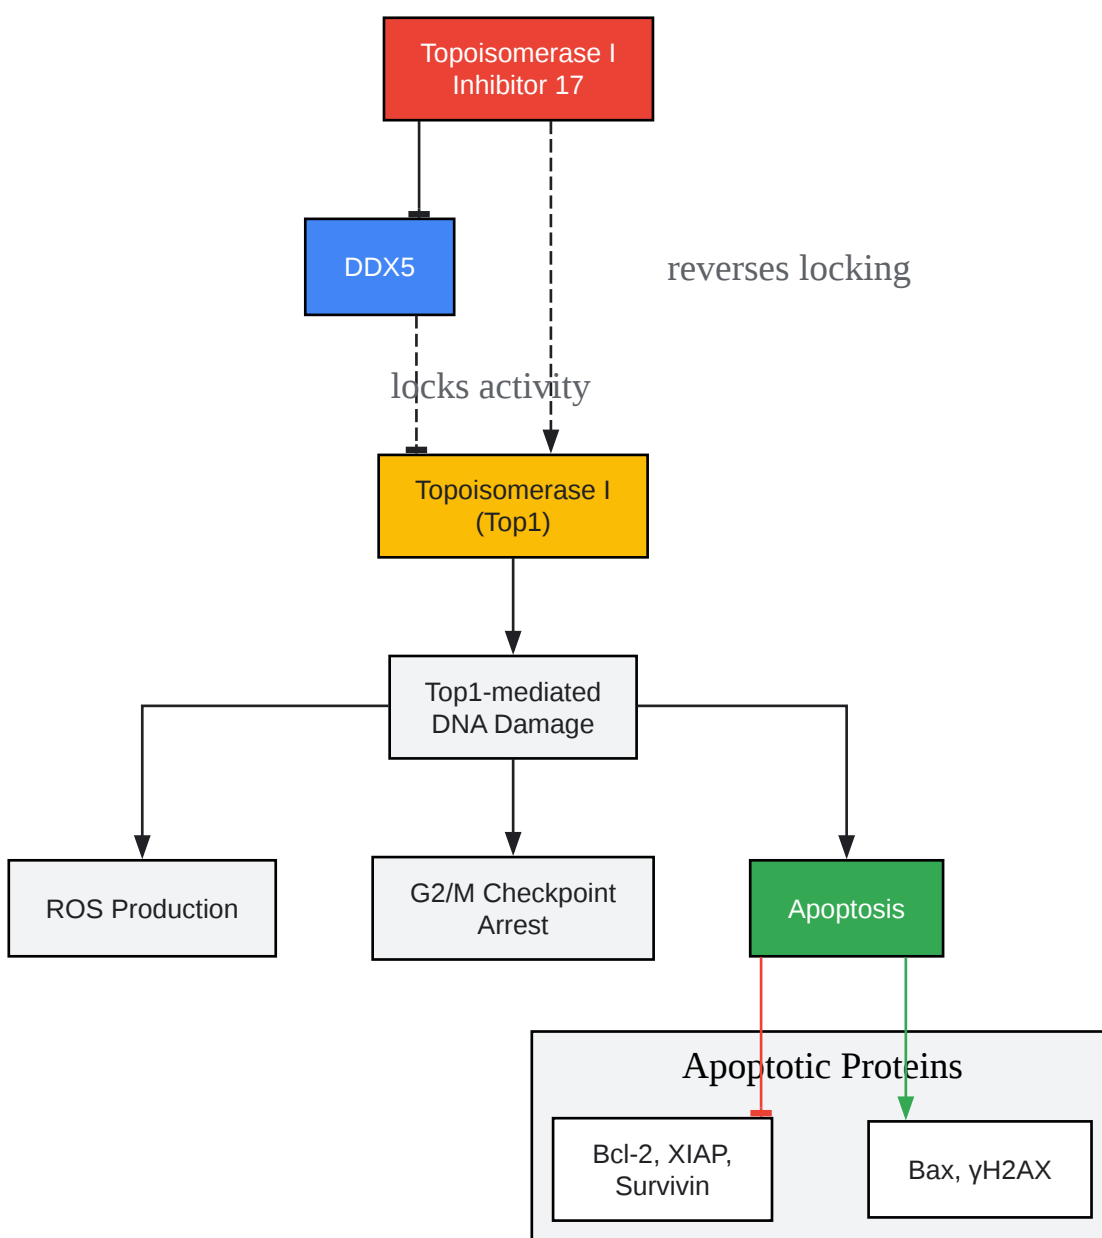 Topoisomerase I
Inhibitor 17
DDX5
reverses locking
locks activity
Topoisomerase I
(Top1)
Top1-mediated
DNA Damage
ROS Production
G2/M Checkpoint
Arrest
Apoptosis
Apoptotic Proteins
Bcl-2, XIAP,
Survivin
Bax, γH2AX